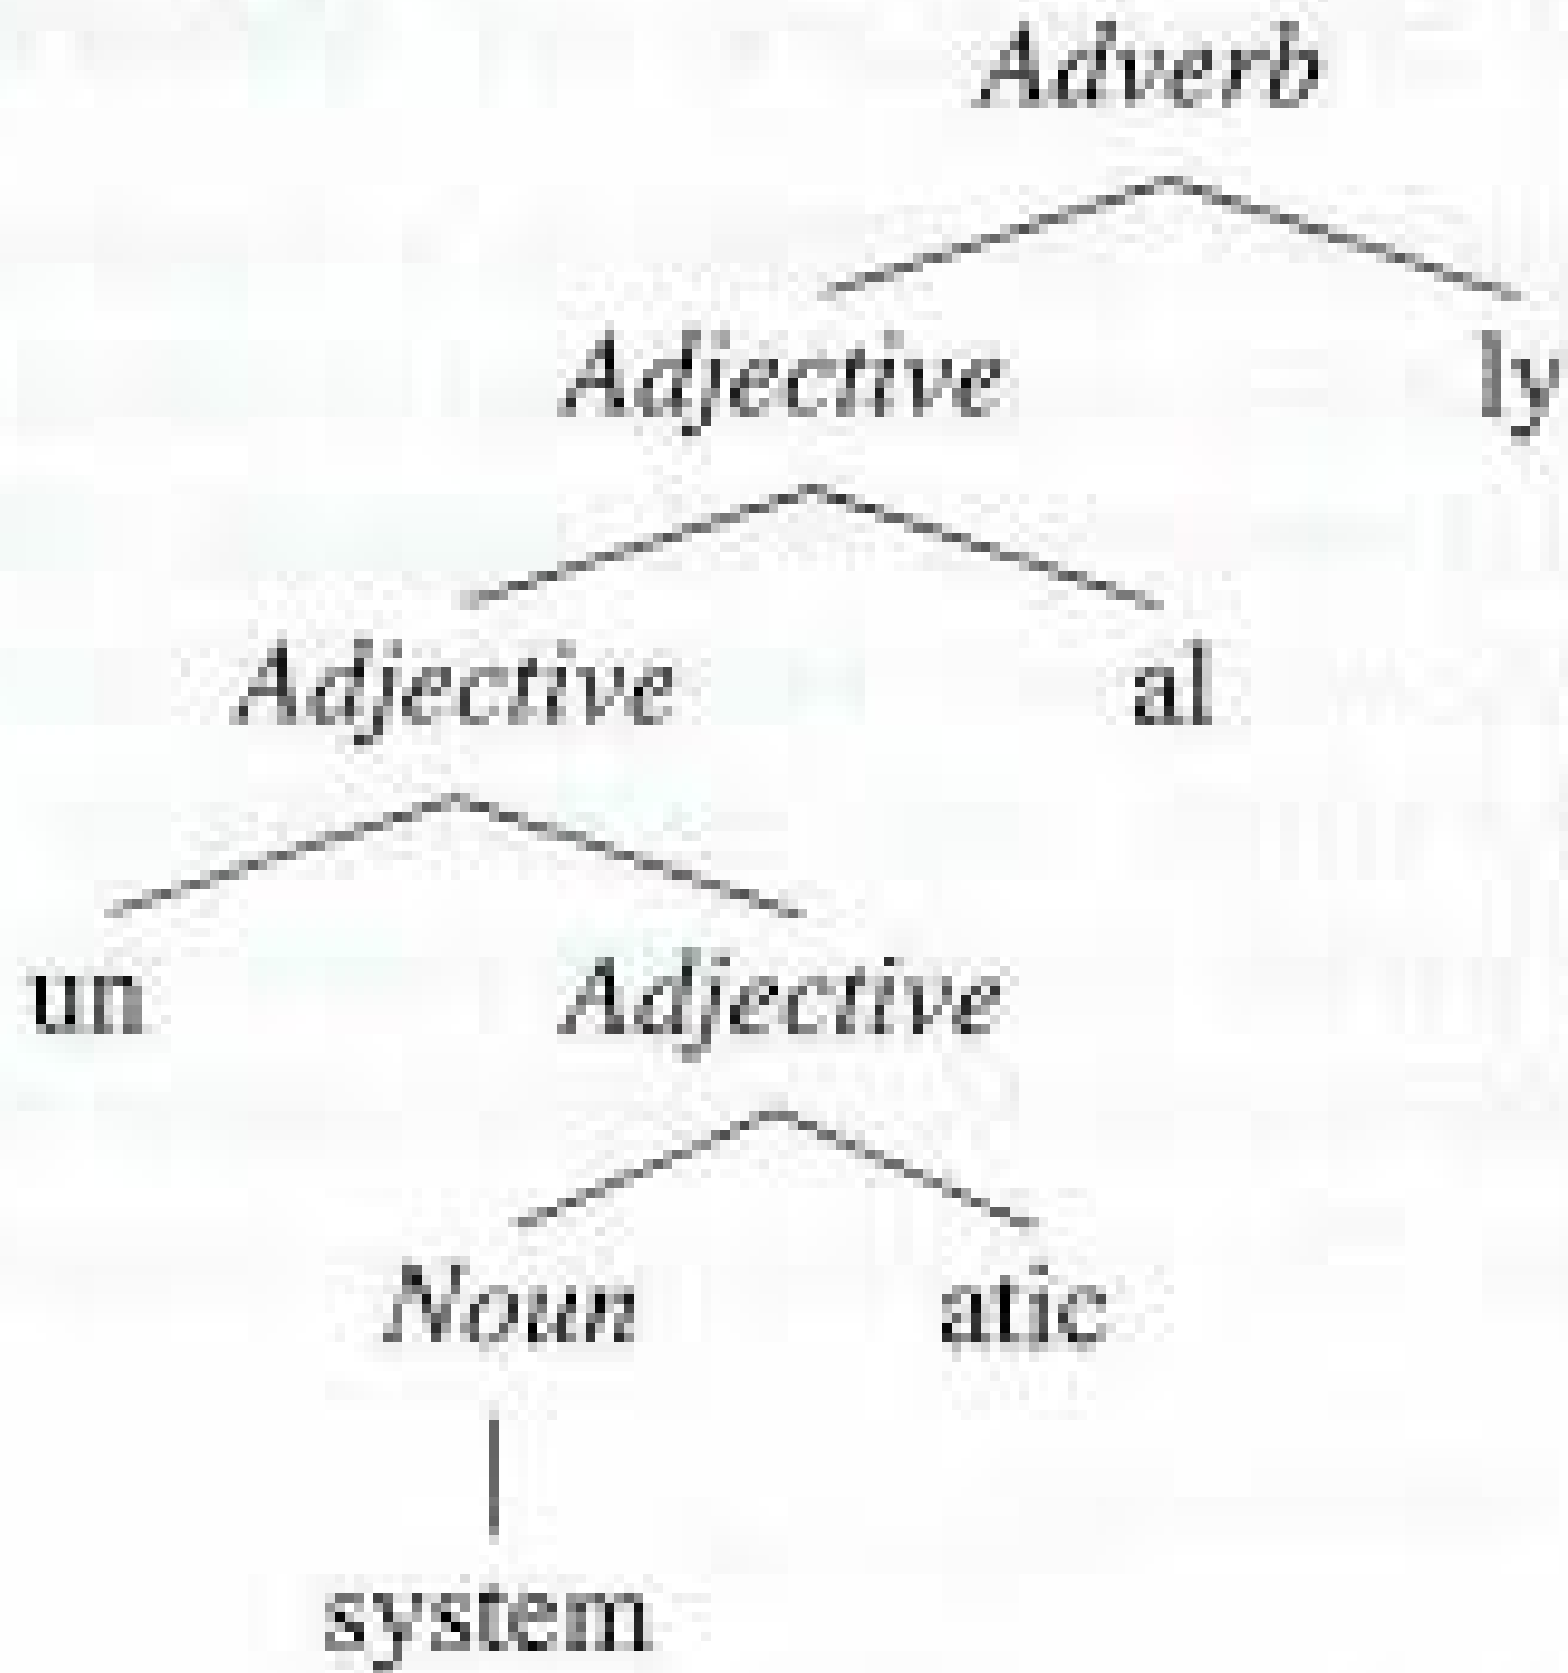 Adverb
Adjective ly
Adjective al
un Adjective
Noun atic
system